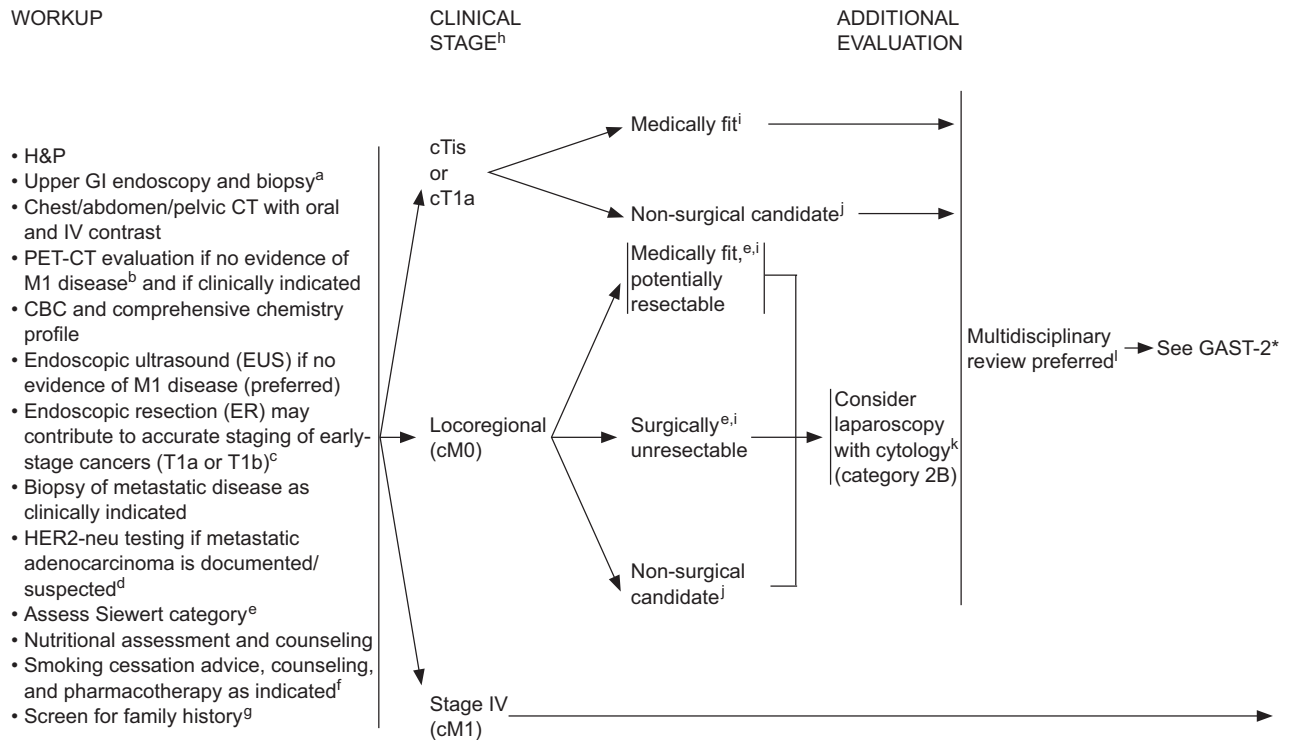 WORKUP
CLINICAL
STAGEh
ADDITIONAL
EVALUATION
• H&P
• Upper GI endoscopy and biopsya
• Chest/abdomen/pelvic CT with oral
and IV contrast
• PET-CT evaluation if no evidence of
M1 diseaseb and if clinically indicated
• CBC and comprehensive chemistry
profile
• Endoscopic ultrasound (EUS) if no
evidence of M1 disease (preferred)
• Endoscopic resection (ER) may
contribute to accurate staging of early-
stage cancers (T1a or T1b)c
• Biopsy of metastatic disease as
clinically indicated
• HER2-neu testing if metastatic
adenocarcinoma is documented/
suspectedd
• Assess Siewert categorye
• Nutritional assessment and counseling
• Smoking cessation advice, counseling,
and pharmacotherapy as indicatedf
• Screen for family historyg
cTis
or
cT1a
Medically fiti
Non-surgical candidatej
Locoregional
(cM0)
Medically fit,e,i
potentially
resectable
Surgicallye,i
unresectable
Non-surgical
candidatej
Consider
laparoscopy
with cytologyk
(category 2B)
Multidisciplinary
review preferredl
See GAST-2*
Stage IV
(cM1)